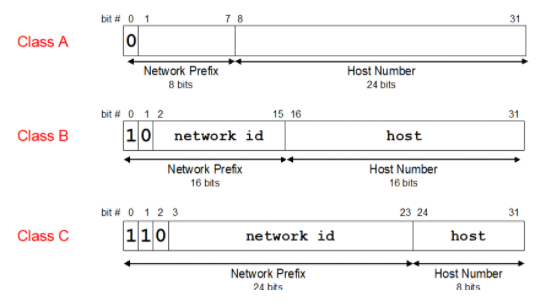 bit # 0 1 7 8 31
Class A 0
Network Prefix Host Number
8 bits 24 bits
bit # 0 1 2 15 16 31
Class B 1 0 network id host
Network Prefix Host Number
16 bits 16 bits
bit # 0 1 2 3 23 24 31
Class C 1 1 0 network id host
Network Prefix Host Number
24 bits 8 bits